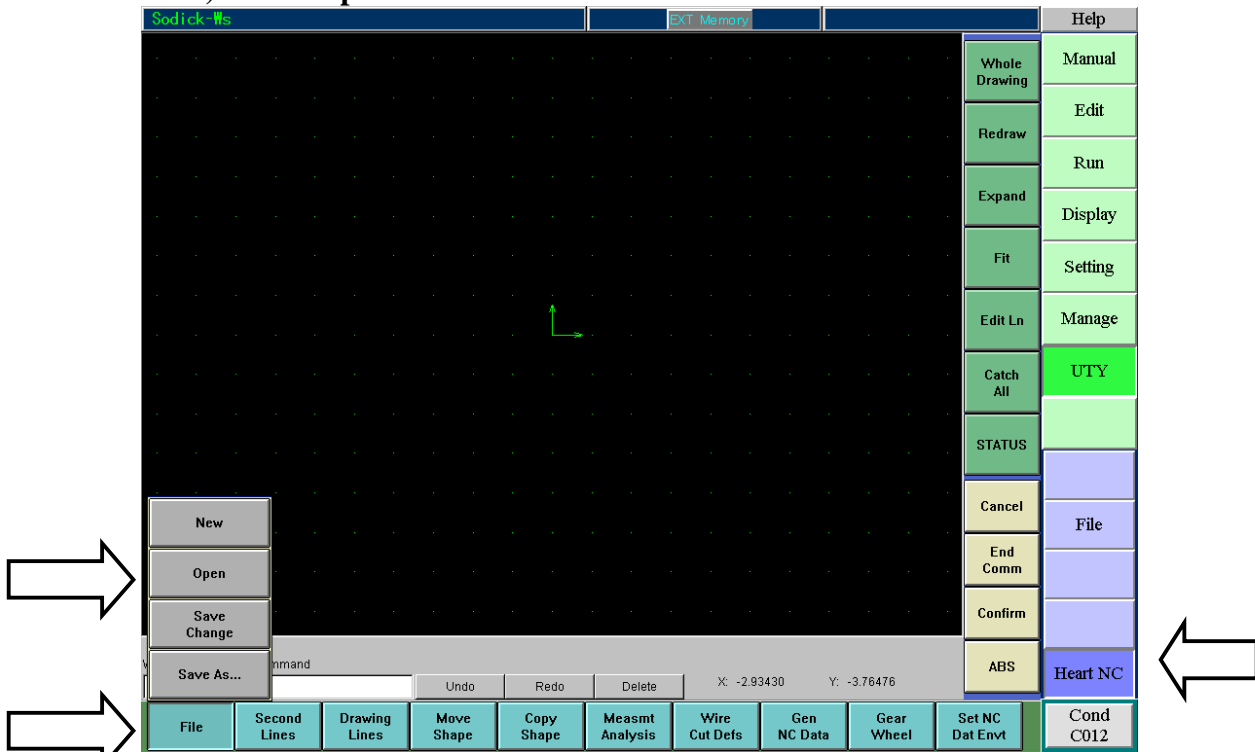 Sodick-Ws
EXT Memory
Help
Whole
Drawing
Redraw
Expand
Fit
Edit Ln
Catch
All
STATUS
Cancel
End
Comm
Confirm
ABS
Manual
Edit
Run
Display
Setting
Manage
UTY
File
Heart NC
Cond
C012
New
Open
Save
Change
Save As...
Undo
Redo
Delete
X: -2.93430
Y: -3.76476
File
Second
Lines
Drawing
Lines
Move
Shape
Copy
Shape
Measmt
Analysis
Wire
Cut Defs
Gen
NC Data
Gear
Wheel
Set NC
Dat Envt